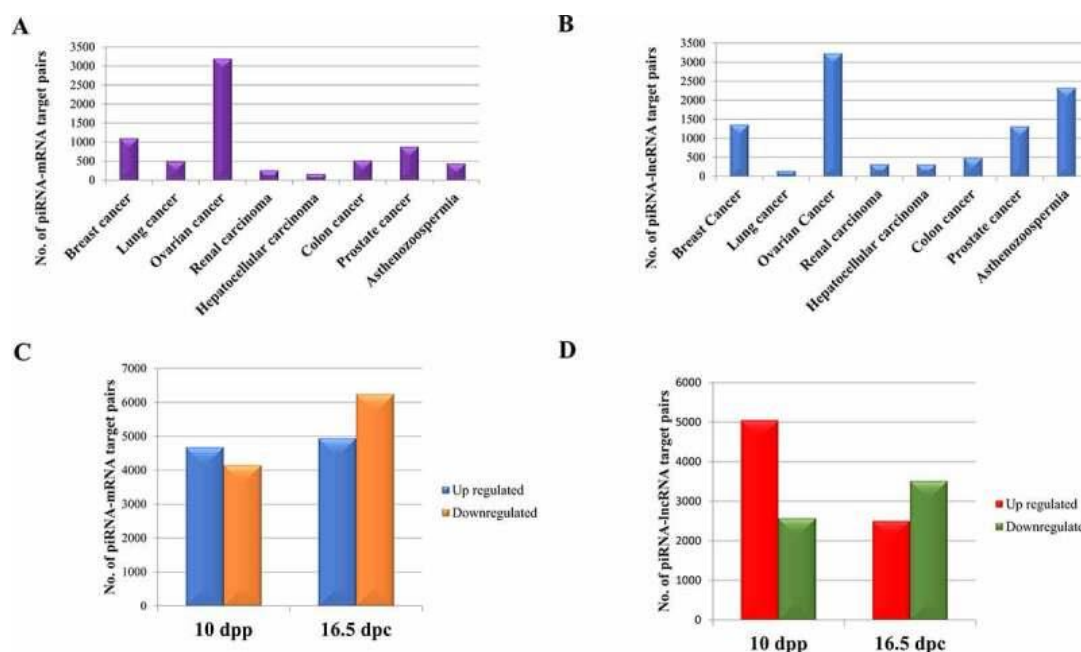 A
No. of piRNA-mRNA target pairs
3500
3000
2500
2000
1500
1000
500
0
Breast cancer
Lung cancer
Ovarian cancer
Renal carcinoma
Hepatocellular carcinoma
Colon cancer
Prostate cancer
Asthenozoospermia
B
No. of piRNA-lncRNA target pairs
3500
3000
2500
2000
1500
1000
500
0
Breast Cancer
Lung cancer
Ovarian Cancer
Renal carcinoma
Hepatocellular carcinoma
Colon cancer
Prostate cancer
Asthenozoospermia
C
No. of piRNA-mRNA target pairs
7000
6000
5000
4000
3000
2000
1000
0
10 dpp
16.5 dpc
Up regulated
Downregulated
D
No. of piRNA-lncRNA target pairs
6000
5000
4000
3000
2000
1000
0
10 dpp
16.5 dpc
Up regulated
Downregulate